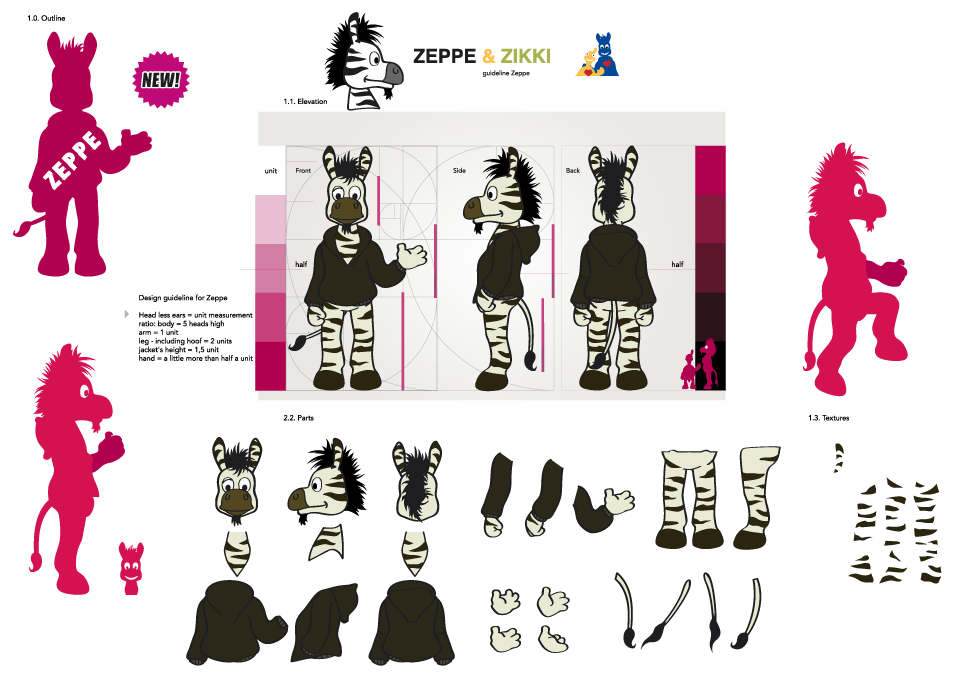 1.0. Outline
NEW!
ZEPPE
ZEPPE & ZIKKI
guideline Zeppe
1.1. Elevation
unit
Front
Side
Back
half
half
Design guideline for Zeppe
Head less ears = unit measurement
ratio: body = 5 heads high
arm = 1 unit
leg - including hoof = 2 units
jacket's height = 1,5 unit
hand = a little more than half a unit
2.2. Parts
1.3. Textures